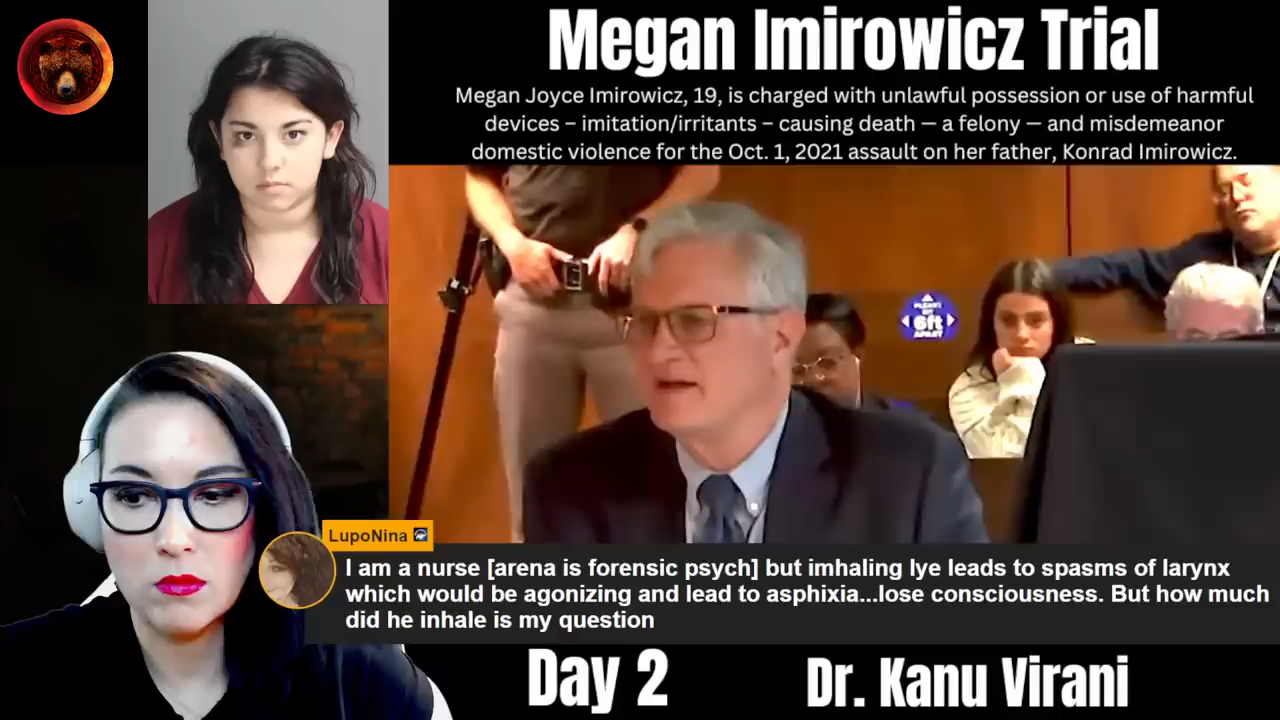 Megan Imirowicz Trial
Megan Joyce Imirowicz, 19, is charged with unlawful possession or use of harmful
devices – imitation/irritants – causing death — a felony — and misdemeanor
domestic violence for the Oct. 1, 2021 assault on her father, Konrad Imirowicz.
PLEASE
6ft
APART
LupoNina
I am a nurse [arena is forensic psych] but imhaling lye leads to spasms of larynx
which would be agonizing and lead to asphixia...lose consciousness. But how much
did he inhale is my question
Day 2
Dr. Kanu Virani